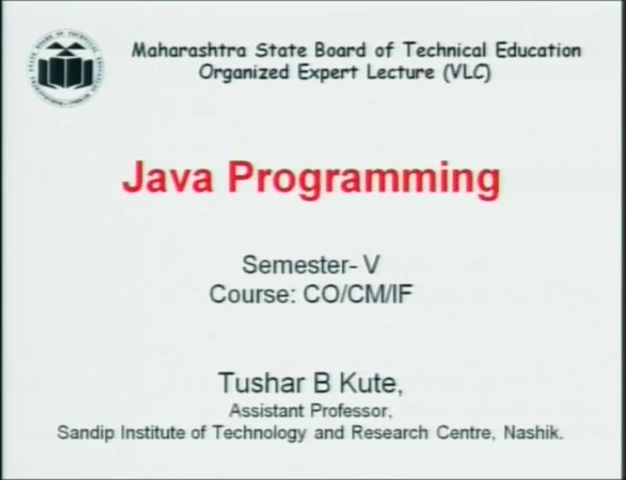 Maharashtra State Board of Technical Education
Organized Expert Lecture (VLC)
Java Programming
Semester- V
Course: CO/CM/IF
Tushar B Kute,
Assistant Professor,
Sandip Institute of Technology and Research Centre, Nashik.